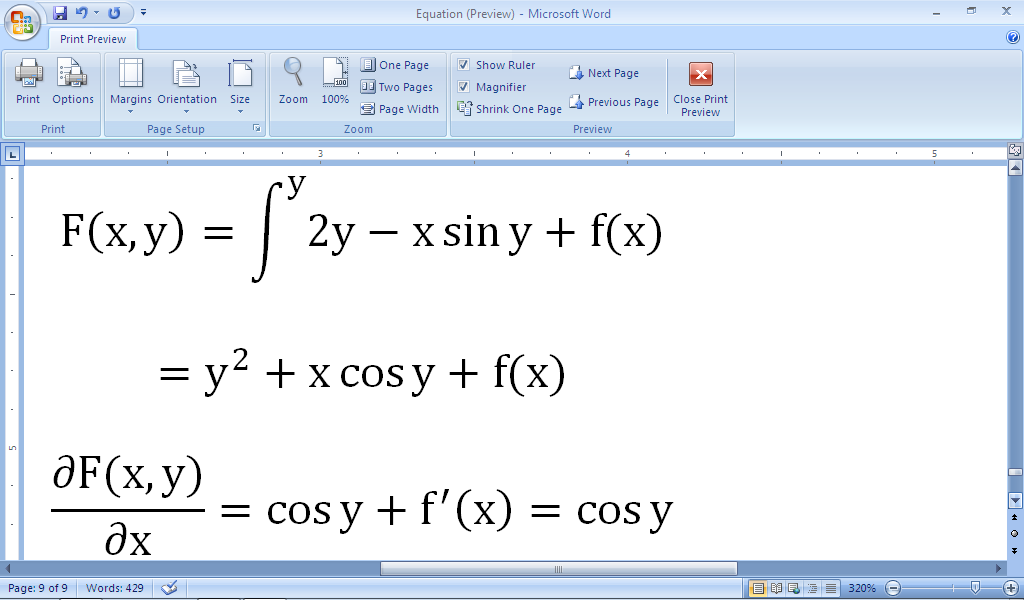 Equation (Preview) - Microsoft Word
Print Preview
Print
Options
Margins
Orientation
Size
Zoom
100%
One Page
Two Pages
Page Width
Show Ruler
Magnifier
Shrink One Page
Next Page
Previous Page
Close Print
Preview
Print
Page Setup
Zoom
Preview
3 4 5
F(x, y) = ∫^y 2y − x sin y + f(x)
= y² + x cos y + f(x)
5
∂F(x, y)/∂x = cos y + f′(x) = cos y
Page: 9 of 9
Words: 429
320%